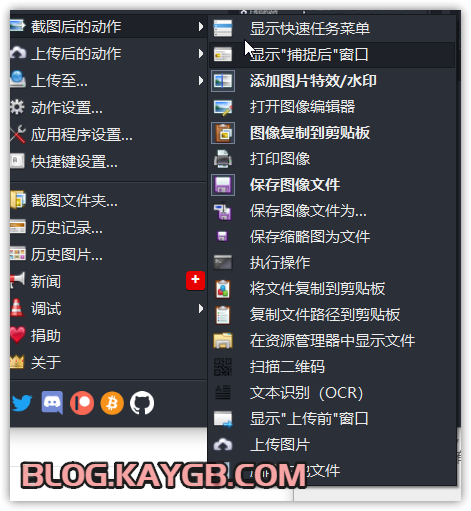 截图后的动作
上传后的动作
上传至...
动作设置...
应用程序设置...
快捷键设置...
截图文件夹...
历史记录...
历史图片...
新闻
调试
捐助
关于
显示快速任务菜单
显示"捕捉后"窗口
添加图片特效/水印
打开图像编辑器
图像复制到剪贴板
打印图像
保存图像文件
保存图像文件为...
保存缩略图为文件
执行操作
将文件复制到剪贴板
复制文件路径到剪贴板
在资源管理器中显示文件
扫描二维码
文本识别（OCR）
显示"上传前"窗口
上传图片
文件
BLOG.KAYGB.COM